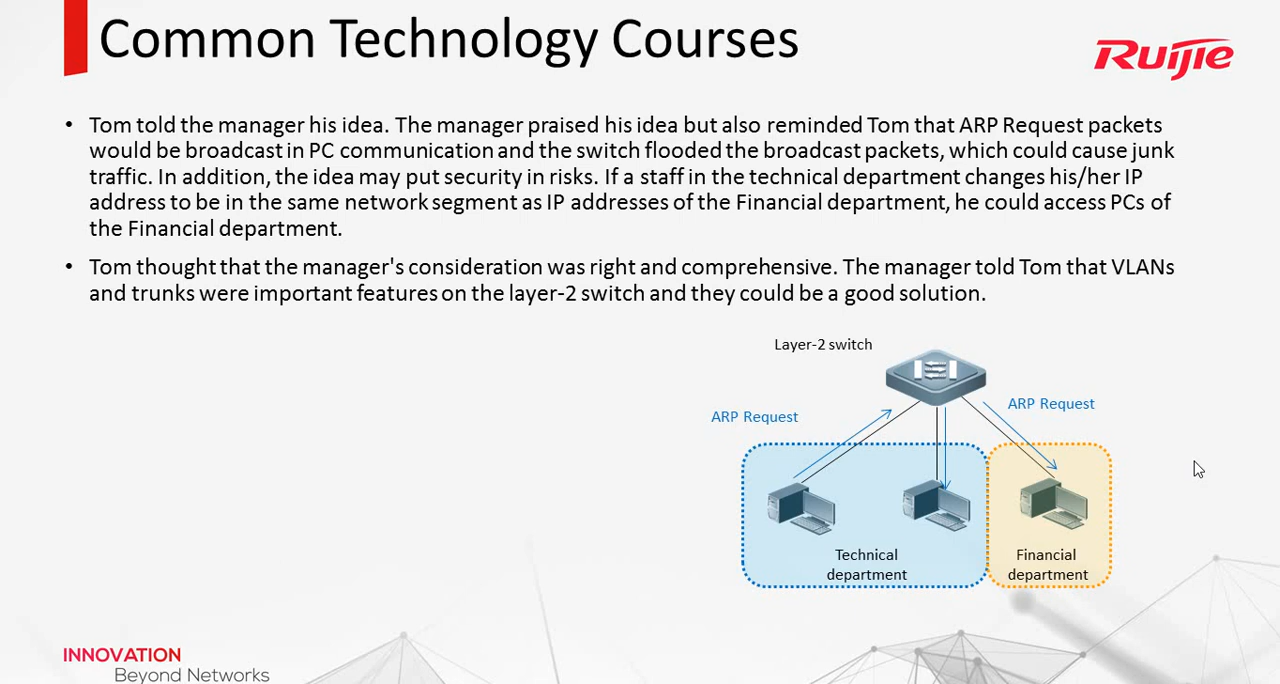 Common Technology Courses
Ruijie
• Tom told the manager his idea. The manager praised his idea but also reminded Tom that ARP Request packets
would be broadcast in PC communication and the switch flooded the broadcast packets, which could cause junk
traffic. In addition, the idea may put security in risks. If a staff in the technical department changes his/her IP
address to be in the same network segment as IP addresses of the Financial department, he could access PCs of
the Financial department.
• Tom thought that the manager's consideration was right and comprehensive. The manager told Tom that VLANs
and trunks were important features on the layer-2 switch and they could be a good solution.
Layer-2 switch
ARP Request
ARP Request
Technical
department
Financial
department
INNOVATION
Beyond Networks